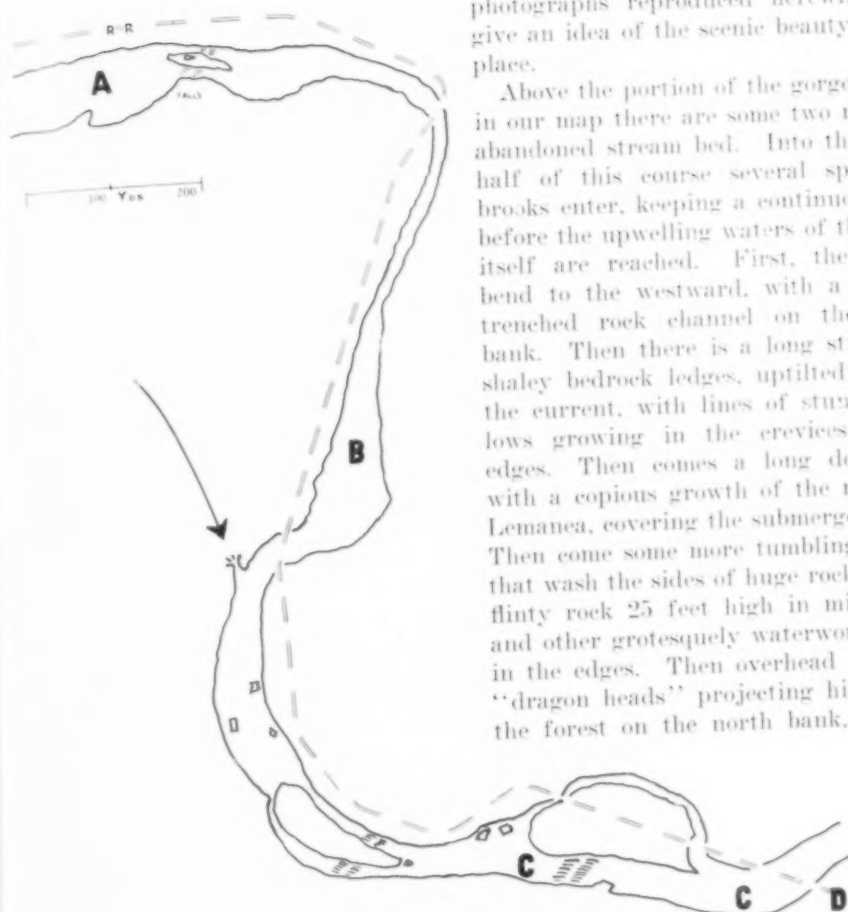 R R
A
FALLS
100 YDS 200
B
C
C
D
photographs reproduced herewi
give an idea of the scenic beauty
place.
Above the portion of the gorge
in our map there are some two
abandoned stream bed. Into th
half of this course several sp
brooks enter, keeping a continuo
before the upwelling waters of
itself are reached. First, the
bend to the westward, with a
trenched rock channel on the
bank. Then there is a long st
shaley bedrock ledges, uptilted
the current, with lines of stun
lows growing in the crevices
edges. Then comes a long de
with a copious growth of the
Lemanea, covering the submerge
Then come some more tumbling
that wash the sides of huge rock
flinty rock 25 feet high in mi
and other grotesquely waterwor
in the edges. Then overhead
"dragon heads" projecting hi
the forest on the north bank.